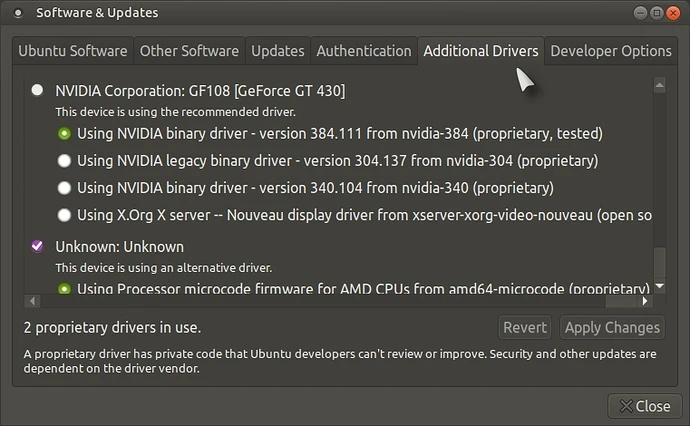 Software & Updates
Ubuntu Software
Other Software
Updates
Authentication
Additional Drivers
Developer Options
NVIDIA Corporation: GF108 [GeForce GT 430]
This device is using the recommended driver.
Using NVIDIA binary driver - version 384.111 from nvidia-384 (proprietary, tested)
Using NVIDIA legacy binary driver - version 304.137 from nvidia-304 (proprietary)
Using NVIDIA binary driver - version 340.104 from nvidia-340 (proprietary)
Using X.Org X server -- Nouveau display driver from xserver-xorg-video-nouveau (open so
Unknown: Unknown
This device is using an alternative driver.
Using Processor microcode firmware for AMD CPUs from amd64-microcode (proprietary)
2 proprietary drivers in use.
Revert
Apply Changes
A proprietary driver has private code that Ubuntu developers can't review or improve. Security and other updates are
dependent on the driver vendor.
Close